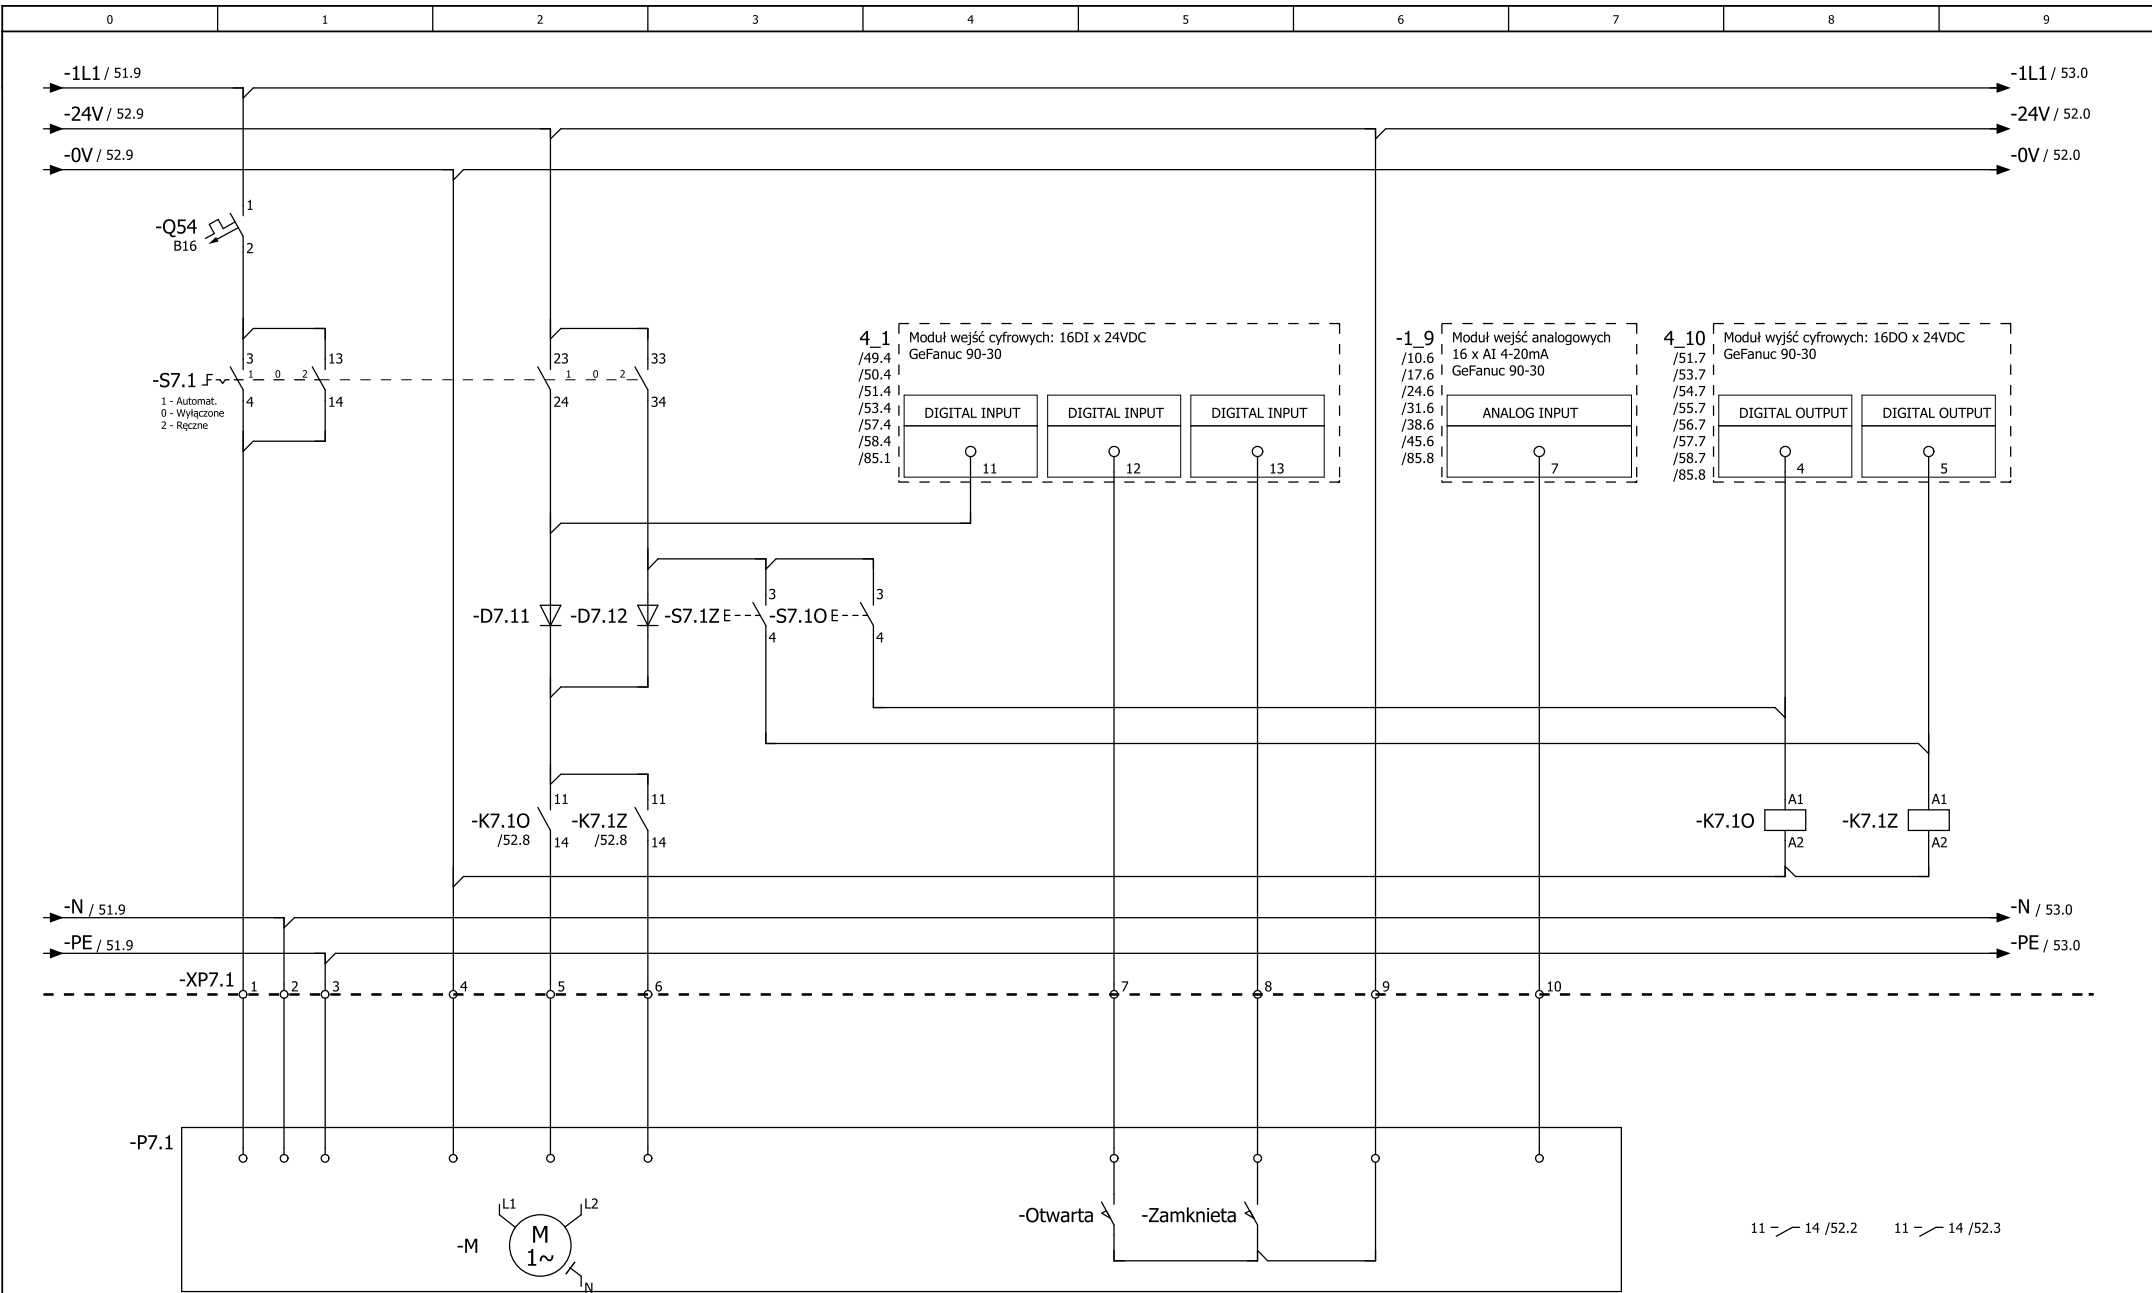 0 1 2 3 4 5 6 7 8 9
-1L1 / 51.9
-1L1 / 53.0
-24V / 52.9
-24V / 52.0
-0V / 52.9
-0V / 52.0
1
-Q54
B16
2
3
13
-S7.1
1 0 2
4
14
1 - Automat.
0 - Wyłączone
2 - Ręczne
23
33
1 0 2
24
34
4_1
/49.4
/50.4
/51.4
/53.4
/57.4
/58.4
/85.1
Moduł wejść cyfrowych: 16DI x 24VDC
GeFanuc 90-30
DIGITAL INPUT
DIGITAL INPUT
DIGITAL INPUT
11
12
13
-1_9
/10.6
/17.6
/24.6
/31.6
/38.6
/45.6
/85.8
Moduł wejść analogowych
16 x AI 4-20mA
GeFanuc 90-30
ANALOG INPUT
7
4_10
/51.7
/53.7
/54.7
/55.7
/56.7
/57.7
/58.7
/85.8
Moduł wyjść cyfrowych: 16DO x 24VDC
GeFanuc 90-30
DIGITAL OUTPUT
DIGITAL OUTPUT
4
5
-D7.11
-D7.12
-S7.1Z
3
4
-S7.1O
3
4
-K7.1O
/52.8
11
14
-K7.1Z
/52.8
11
14
-K7.1O
A1
A2
-K7.1Z
A1
A2
-N / 51.9
-N / 53.0
-PE / 51.9
-PE / 53.0
-XP7.1
1 2 3 4 5 6 7 8 9 10
-P7.1
L1
L2
-M
M
1~
N
-Otwarta
-Zamknieta
11 14 /52.2
11 14 /52.3